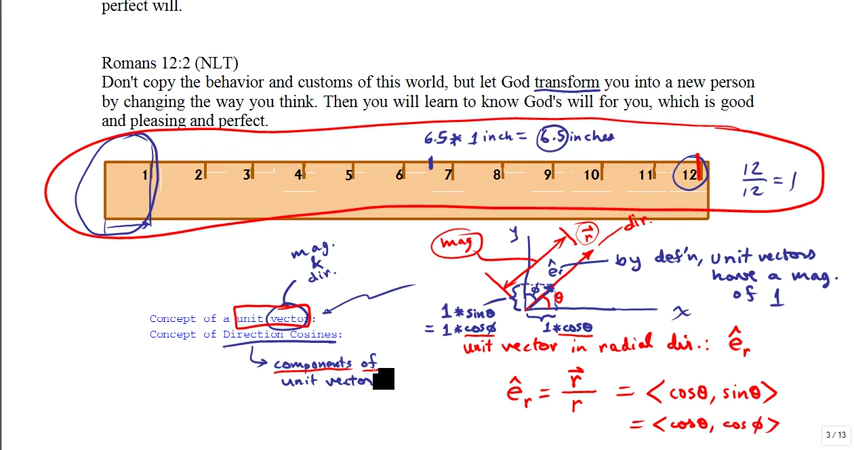 perfect will.
Romans 12:2 (NLT)
Don't copy the behavior and customs of this world, but let God transform you into a new person
by changing the way you think. Then you will learn to know God's will for you, which is good
and pleasing and perfect.
6.5 * 1 inch = 6.5 inches
1 2 3 4 5 6 7 8 9 10 11 12
12/12 = 1
mag.
&
dir.
mag
y
r⃗
dir.
ê_r
by def'n, unit vectors
have a mag.
of 1
φ
θ
x
1*sinθ
= 1*cosφ
1*cosθ
Concept of a unit vector:
Concept of Direction Cosines:
components of
unit vector
unit vector in radial dir.: ê_r
ê_r = r⃗/r = <cosθ, sinθ>
= <cosθ, cosφ>
3 / 13